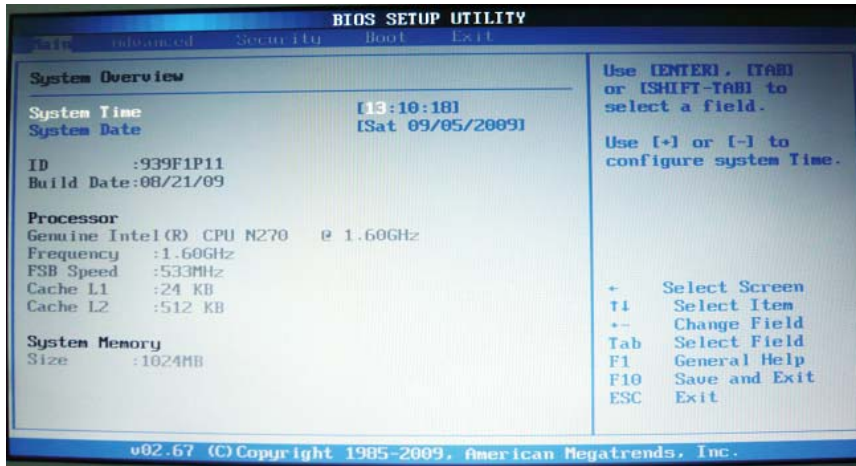 BIOS SETUP UTILITY
Main Advanced Security Boot Exit
System Overview
System Time [13:10:18]
System Date [Sat 09/05/2009]
ID :939F1P11
Build Date:08/21/09
Processor
Genuine Intel(R) CPU N270 @ 1.60GHz
Frequency :1.60GHz
FSB Speed :533MHz
Cache L1 :24 KB
Cache L2 :512 KB
System Memory
Size :1024MB
Use [ENTER], [TAB]
or [SHIFT-TAB] to
select a field.
Use [+] or [-] to
configure system Time.
← Select Screen
↑↓ Select Item
+- Change Field
Tab Select Field
F1 General Help
F10 Save and Exit
ESC Exit
v02.67 (C)Copyright 1985-2009, American Megatrends, Inc.